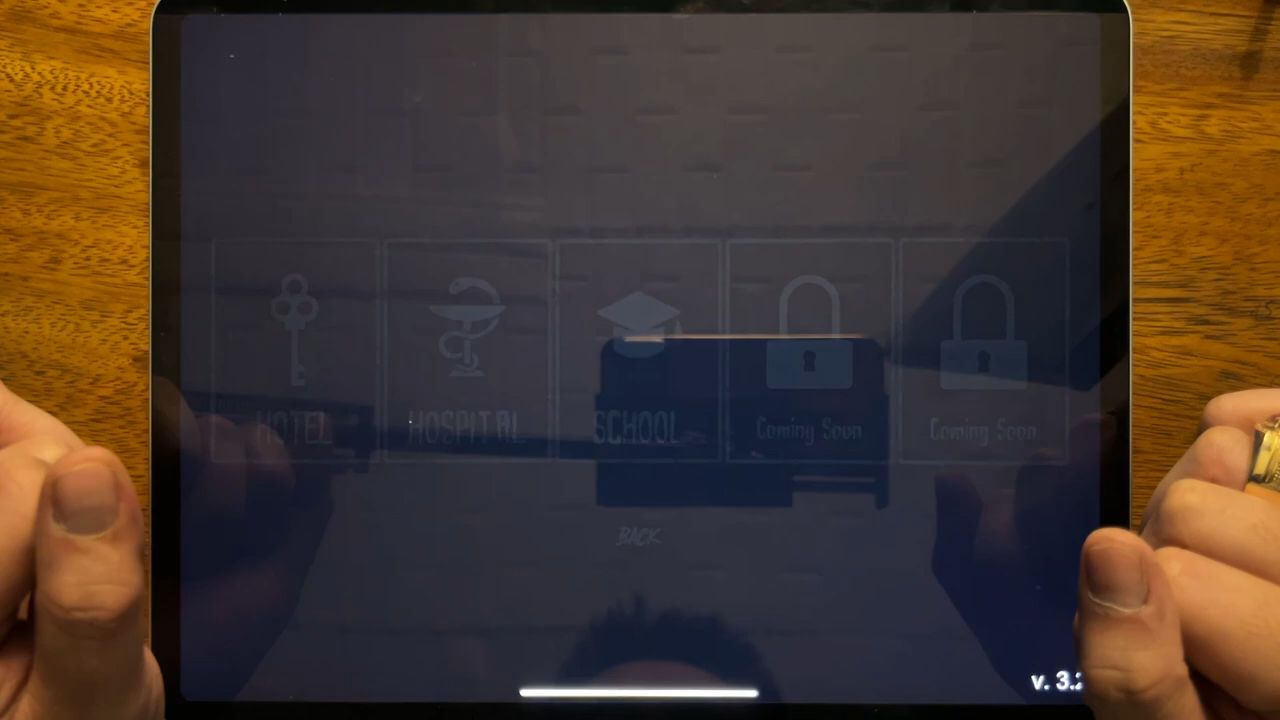 HOTEL
HOSPITAL
SCHOOL
Coming Soon
Coming Soon
BACK
v. 3.